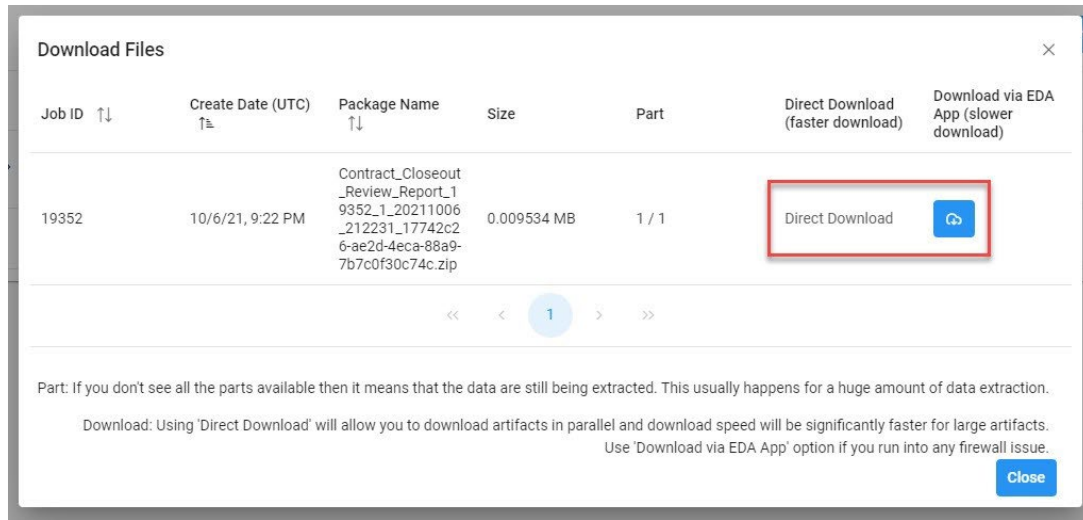 Download Files
Job ID
Create Date (UTC)
Package Name
Size
Part
Direct Download
(faster download)
Download via EDA
App (slower
download)
19352
10/6/21, 9:22 PM
Contract_Closeout
_Review_Report_1
9352_1_20211006
_212231_17742c2
6-ae2d-4eca-88a9-
7b7c0f30c74c.zip
0.009534 MB
1 / 1
Direct Download
<< < 1 > >>
Part: If you don't see all the parts available then it means that the data are still being extracted. This usually happens for a huge amount of data extraction.
Download: Using 'Direct Download' will allow you to download artifacts in parallel and download speed will be significantly faster for large artifacts.
Use 'Download via EDA App' option if you run into any firewall issue.
Close